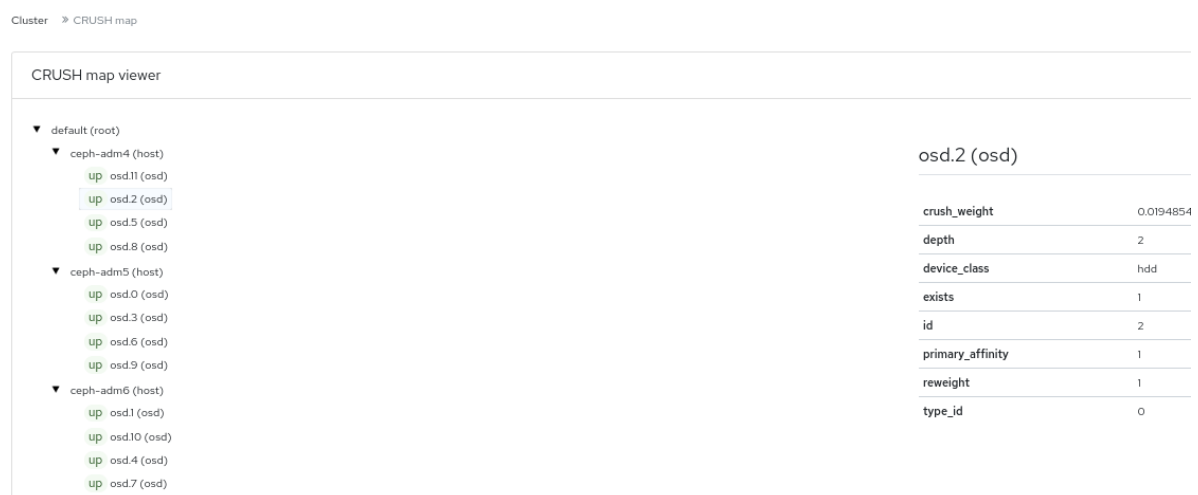 Cluster » CRUSH map
CRUSH map viewer
default (root)
ceph-adm4 (host)
up osd.11 (osd)
up osd.2 (osd)
up osd.5 (osd)
up osd.8 (osd)
ceph-adm5 (host)
up osd.0 (osd)
up osd.3 (osd)
up osd.6 (osd)
up osd.9 (osd)
ceph-adm6 (host)
up osd.1 (osd)
up osd.10 (osd)
up osd.4 (osd)
up osd.7 (osd)
osd.2 (osd)
crush_weight 0.0194854
depth 2
device_class hdd
exists 1
id 2
primary_affinity 1
reweight 1
type_id 0